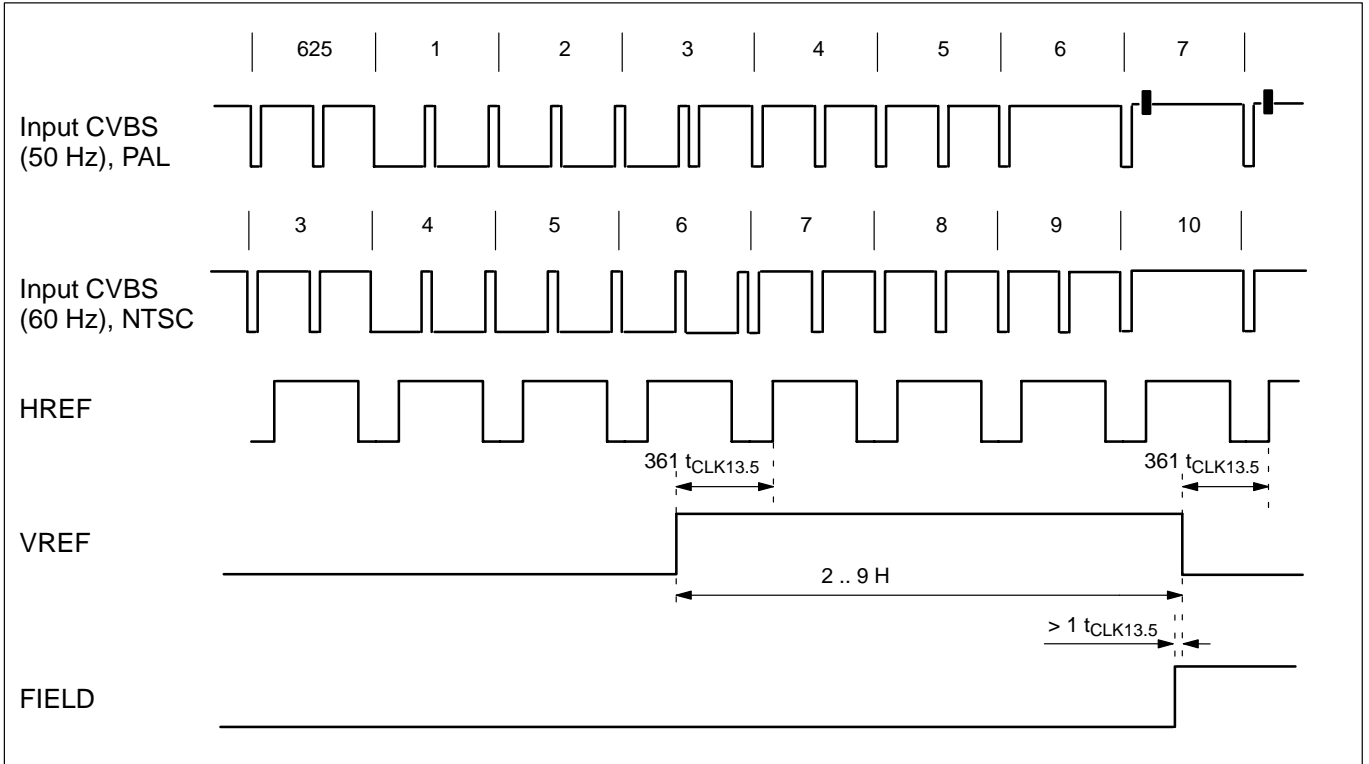 625 1 2 3 4 5 6 7
Input CVBS
(50 Hz), PAL
3 4 5 6 7 8 9 10
Input CVBS
(60 Hz), NTSC
HREF
361 tCLK13.5 361 tCLK13.5
VREF
2 .. 9 H
> 1 tCLK13.5
FIELD